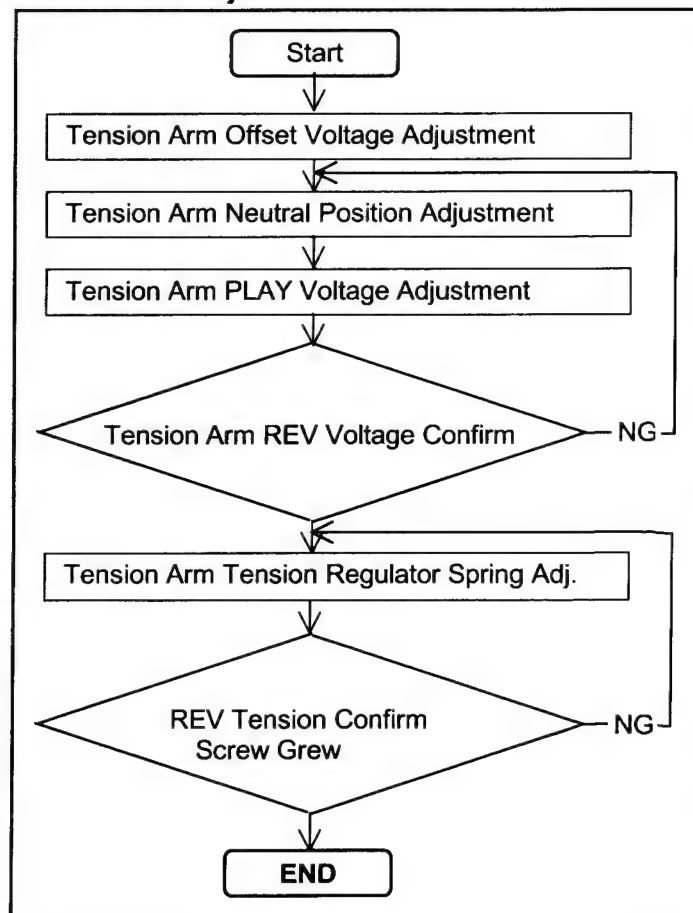 Start
Tension Arm Offset Voltage Adjustment
Tension Arm Neutral Position Adjustment
Tension Arm PLAY Voltage Adjustment
Tension Arm REV Voltage Confirm
NG
Tension Arm Tension Regulator Spring Adj.
REV Tension Confirm
Screw Grew
NG
END